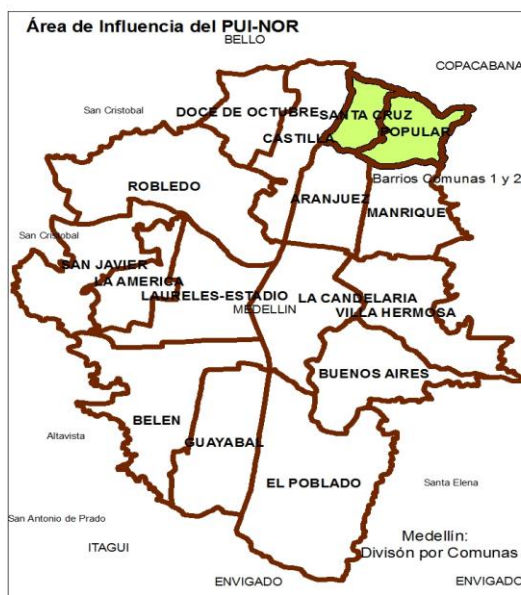 Área de Influencia del PUI-NOR
BELLO
COPACABANA
San Cristobal
DOCE DE OCTUBRE
SANTA CRUZ
POPULAR
CASTILLA
Barrios Comunas 1 y 2
ROBLEDO
ARANJUEZ
MANRIQUE
San Cristobal
SAN JAVIER
LA AMERICA
LAURELES-ESTADIO
LA CANDELARIA
MEDELLIN
VILLA HERMOSA
BUENOS AIRES
BELEN
GUAYABAL
Altavista
EL POBLADO
Santa Elena
San Antonio de Prado
Medellín:
Divisón por Comunas
ITAGUI
ENVIGADO
ENVIGADO